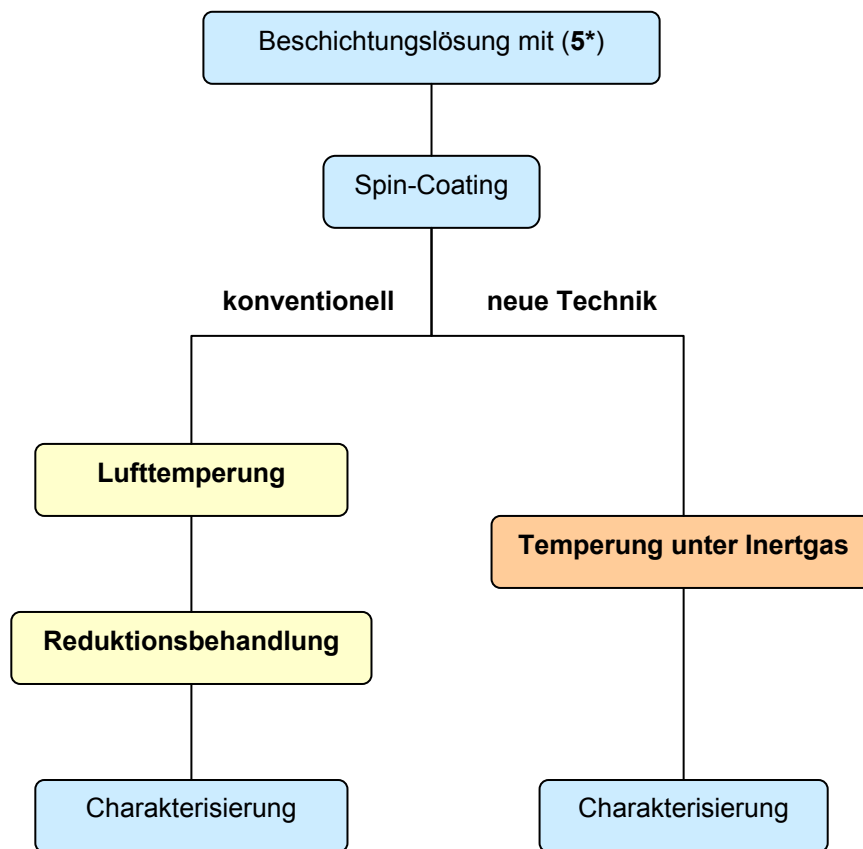 Beschichtungslösung mit (5*)
Spin-Coating
konventionell
neue Technik
Lufttemperung
Temperung unter Inertgas
Reduktionsbehandlung
Charakterisierung
Charakterisierung